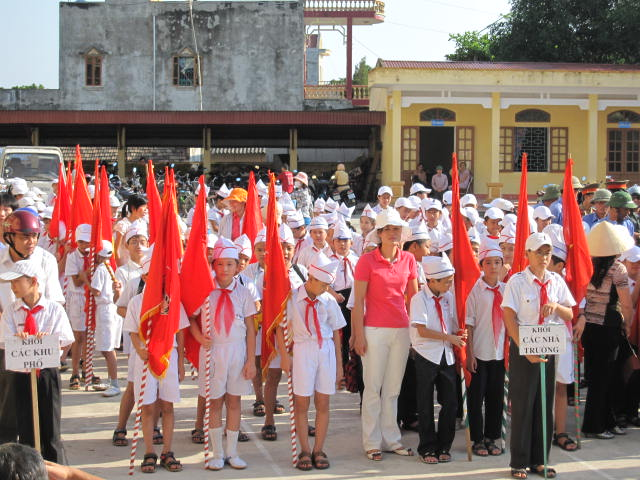 KHỐI
CÁC KHU
PHỐ
KHỐI
CÁC NHÀ
TRƯỜNG